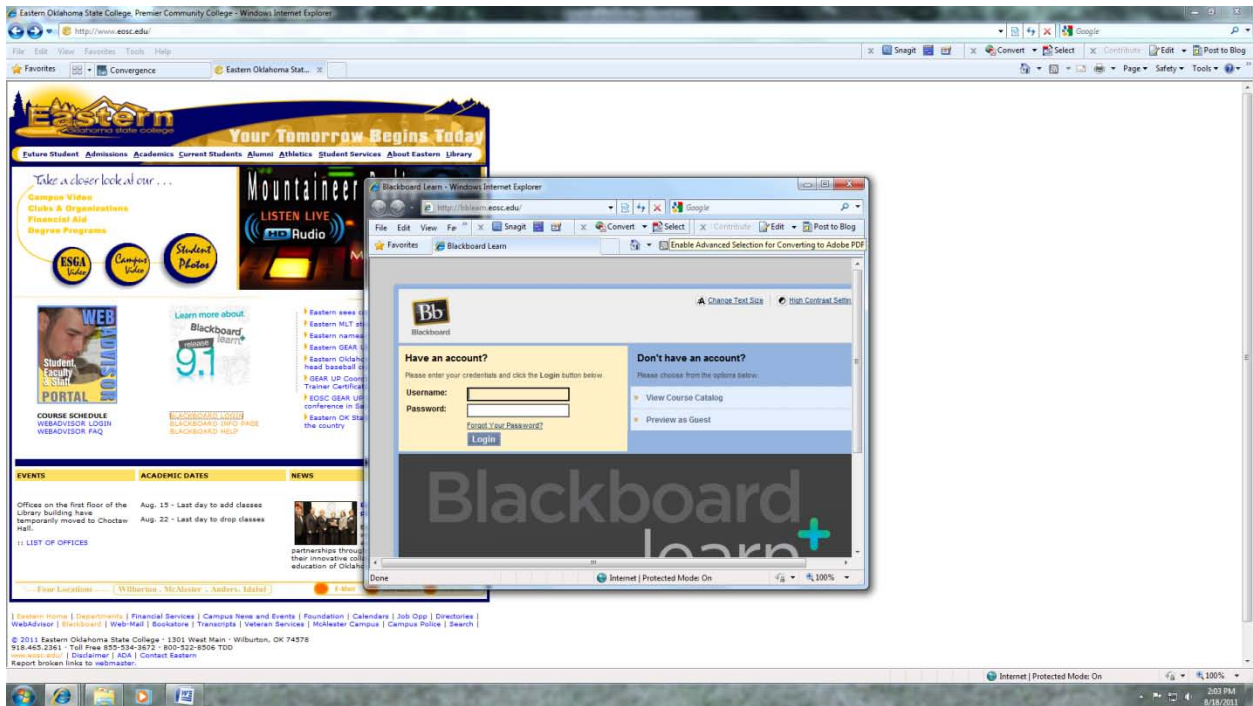 Eastern Oklahoma State College, Premier Community College - Windows Internet Explorer
http://www.eosc.edu/
Google
File Edit View Favorites Tools Help
x Snagit
x Convert Select
x Contribute Edit Post to Blog
Favorites
Convergence
Eastern Oklahoma Stat... x
Page Safety Tools
Eastern
Oklahoma state college
Your Tomorrow Begins Today
Future Student Admissions Academics Current Students Alumni Athletics Student Services About Eastern Library
Take a closer look at our . . .
Campus Video
Clubs & Organizations
Financial Aid
Degree Programs
ESGA Video
Campus Video
Student Photos
Mountaineer
LISTEN LIVE
HD Radio
WEB ADVISOR
Student,
Faculty
& Staff
PORTAL
Learn more about
Blackboard
learn+
release
9.1
COURSE SCHEDULE
WEBADVISOR LOGIN
WEBADVISOR FAQ
BLACKBOARD LOGIN
BLACKBOARD INFO PAGE
BLACKBOARD HELP
Eastern sees
Eastern MLT
Eastern names
Eastern GEAR
Eastern
head baseball
GEAR UP
Trainer
EOSC GEAR UP
conference in
Eastern OK
the country
EVENTS
ACADEMIC DATES
NEWS
Offices on the first floor of the
Library building have
temporarily moved to Choctaw
Hall.
:: LIST OF OFFICES
Aug. 15 - Last day to add classes
Aug. 22 - Last day to drop classes
partnerships
their innovative
education of
Four Locations
Wilburton . McAlester . Antlers. Idabel
E-Mail
| Eastern Home | Departments | Financial Services | Campus News and Events | Foundation | Calendars | Job Opp | Directories |
WebAdvisor | Blackboard | Web-Mail | Bookstore | Transcripts | Veteran Services | McAlester Campus | Campus Police | Search |
© 2011 Eastern Oklahoma State College · 1301 West Main · Wilburton, OK 74578
918.465.2361 · Toll Free 855-534-3672 · 800-522-8506 TDD
www.eosc.edu/ | Disclaimer | ADA | Contact Eastern
Report broken links to webmaster.
Blackboard Learn - Windows Internet Explorer
http://bblearn.eosc.edu/
Google
File Edit View Fa
x Snagit
x Convert Select
x Contribute Edit Post to Blog
Favorites
Blackboard Learn
Enable Advanced Selection for Converting to Adobe PDF
Bb
Blackboard
A Change Text Size
High Contrast Settin
Have an account?
Please enter your credentials and click the Login button below.
Username:
Password:
Forgot Your Password?
Login
Don't have an account?
Please choose from the options below.
View Course Catalog
Preview as Guest
Blackboard
learn+
Done
Internet | Protected Mode: On
100%
Internet | Protected Mode: On
100%
2:03 PM
8/18/2011